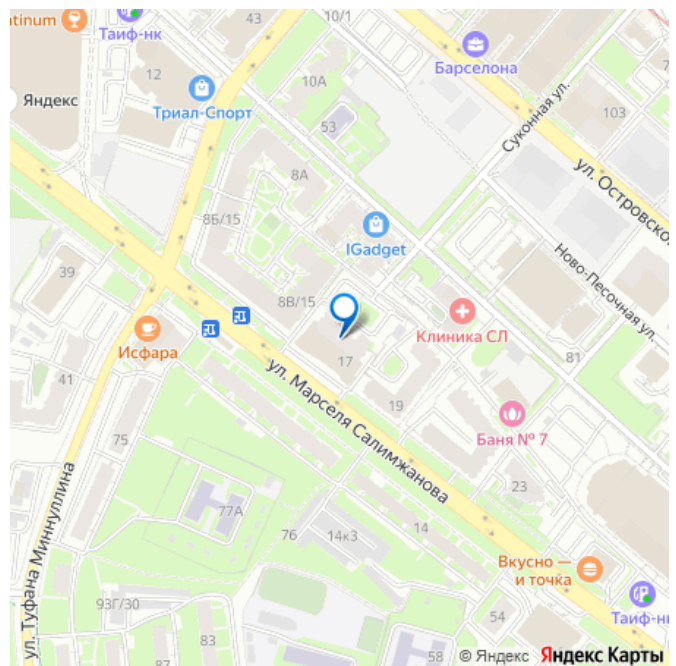 atinum
Таиф-нк
43
10/1
Барселона
12
Яндекс
Триал-Спорт
10А
53
103
Суконная ул.
8А
ул. Островско
8Б/15
IGadget
Ново-Песочная ул.
39
8В/15
Исфара
Клиника СЛ
17
81
41
ул. Марселя Салимжанова
19
Баня № 7
75
23
77А
76
14к3
14
ул. Туфана Миннуллина
Вкусно —
и точка
93Г/30
54
Таиф-нк
83
58
© Яндекс
Яндекс Карты